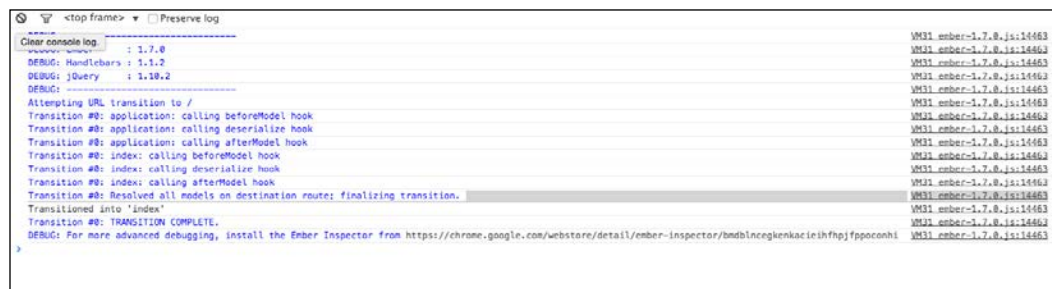 <top frame> ▼ Preserve log
Clear console log.
-------------------------------- VM31 ember-1.7.0.js:14463
DEBUG: Ember : 1.7.0 VM31 ember-1.7.0.js:14463
DEBUG: Handlebars : 1.1.2 VM31 ember-1.7.0.js:14463
DEBUG: jQuery : 1.10.2 VM31 ember-1.7.0.js:14463
DEBUG: -------------------------------- VM31 ember-1.7.0.js:14463
Attempting URL transition to / VM31 ember-1.7.0.js:14463
Transition #0: application: calling beforeModel hook VM31 ember-1.7.0.js:14463
Transition #0: application: calling deserialize hook VM31 ember-1.7.0.js:14463
Transition #0: application: calling afterModel hook VM31 ember-1.7.0.js:14463
Transition #0: index: calling beforeModel hook VM31 ember-1.7.0.js:14463
Transition #0: index: calling deserialize hook VM31 ember-1.7.0.js:14463
Transition #0: index: calling afterModel hook VM31 ember-1.7.0.js:14463
Transition #0: Resolved all models on destination route; finalizing transition. VM31 ember-1.7.0.js:14463
Transitioned into 'index' VM31 ember-1.7.0.js:14463
Transition #0: TRANSITION COMPLETE. VM31 ember-1.7.0.js:14463
DEBUG: For more advanced debugging, install the Ember Inspector from https://chrome.google.com/webstore/detail/ember-inspector/bmdblncegkenkacieihfhpjfppoconhi VM31 ember-1.7.0.js:14463